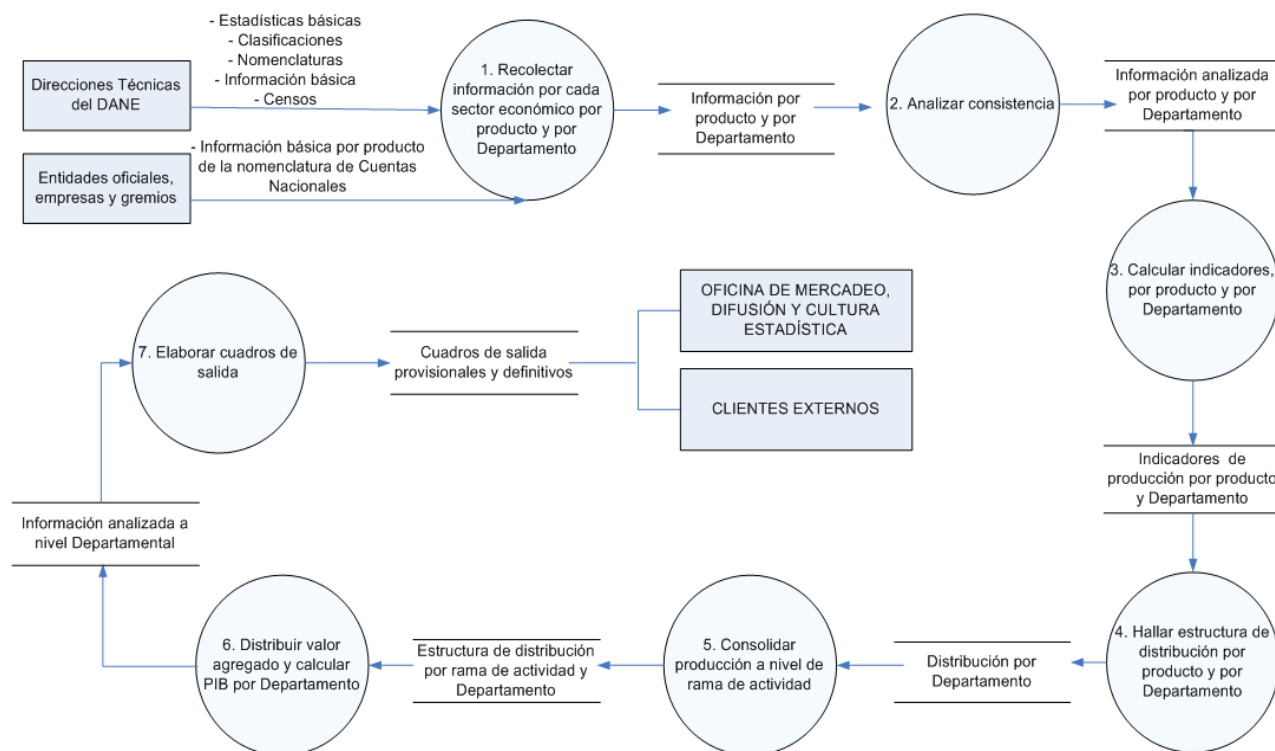 - Estadísticas básicas
- Clasificaciones
- Nomenclaturas
- Información básica
- Censos
Direcciones Técnicas
del DANE
- Información básica por producto
de la nomenclatura de Cuentas
Nacionales
Entidades oficiales,
empresas y gremios
1. Recolectar
información por cada
sector económico por
producto y por
Departamento
Información por
producto y por
Departamento
2. Analizar consistencia
Información analizada
por producto y por
Departamento
3. Calcular indicadores,
por producto y por
Departamento
Indicadores de
producción por producto
y Departamento
4. Hallar estructura de
distribución por
producto y por
Departamento
Distribución por
Departamento
5. Consolidar
producción a nivel de
rama de actividad
Estructura de distribución
por rama de actividad y
Departamento
6. Distribuir valor
agregado y calcular
PIB por Departamento
Información analizada a
nivel Departamental
7. Elaborar cuadros de
salida
Cuadros de salida
provisionales y definitivos
OFICINA DE MERCADEO,
DIFUSIÓN Y CULTURA
ESTADÍSTICA
CLIENTES EXTERNOS